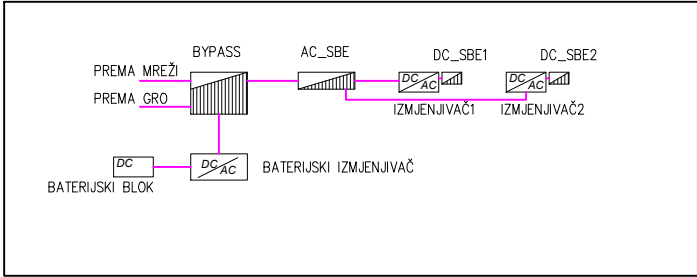 BYPASS
AC_SBE
DC_SBE1
DC_SBE2
PREMA MREŽI
DC
AC
DC
AC
PREMA GRO
IZMJENJIVAČ1
IZMJENJIVAČ2
DC
DC
AC
BATERIJSKI IZMJENJIVAČ
BATERIJSKI BLOK